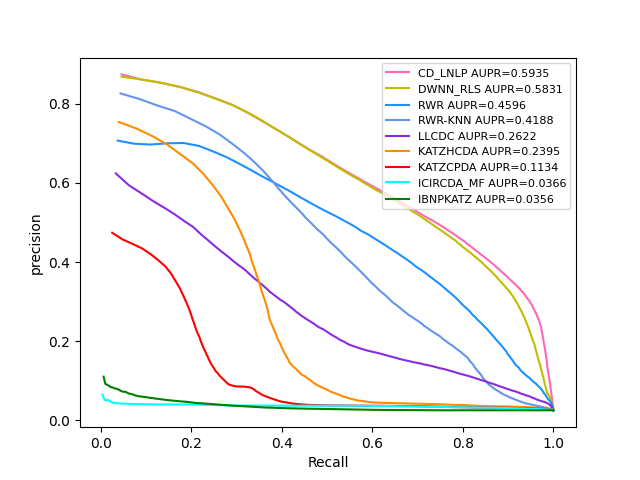 CD_LNLP AUPR=0.5935
DWNN_RLS AUPR=0.5831
RWR AUPR=0.4596
RWR-KNN AUPR=0.4188
LLCDC AUPR=0.2622
KATZHCDA AUPR=0.2395
KATZCPDA AUPR=0.1134
ICIRCDA_MF AUPR=0.0366
IBNPKATZ AUPR=0.0356
precision
0.8
0.6
0.4
0.2
0.0
0.0 0.2 0.4 0.6 0.8 1.0
Recall